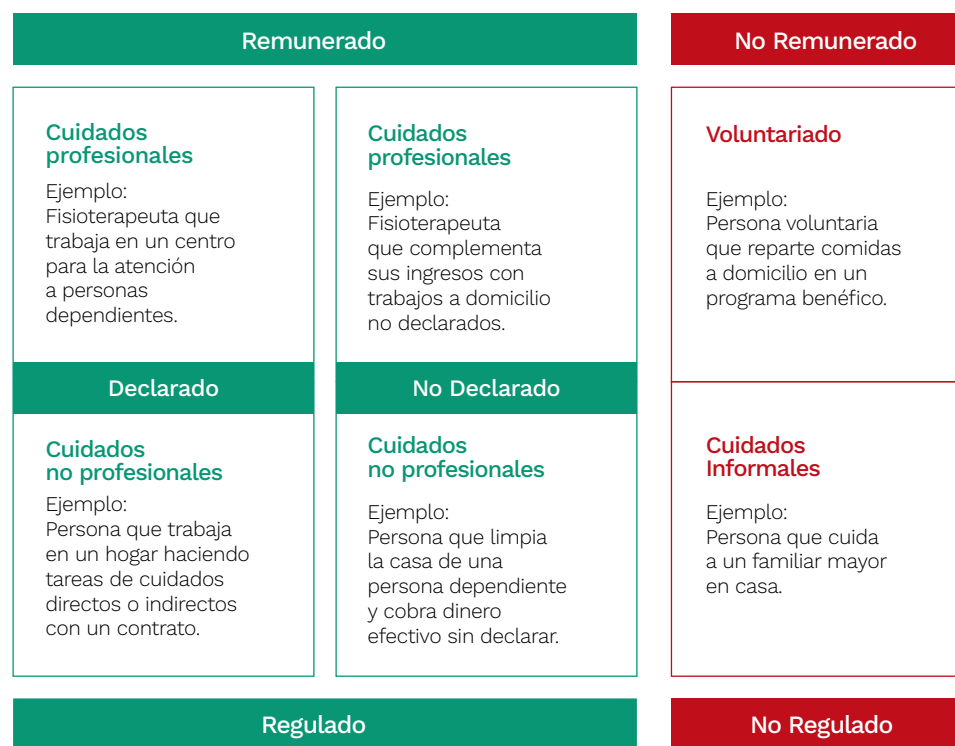 Remunerado
No Remunerado
Cuidados
profesionales
Ejemplo:
Fisioterapeuta que
trabaja en un centro
para la atención
a personas
dependientes.
Cuidados
profesionales
Ejemplo:
Fisioterapeuta
que complementa
sus ingresos con
trabajos a domicilio
no declarados.
Voluntariado
Ejemplo:
Persona voluntaria
que reparte comidas
a domicilio en un
programa benéfico.
Declarado
No Declarado
Cuidados
no profesionales
Ejemplo:
Persona que trabaja
en un hogar haciendo
tareas de cuidados
directos o indirectos
con un contrato.
Cuidados
no profesionales
Ejemplo:
Persona que limpia
la casa de una
persona dependiente
y cobra dinero
efectivo sin declarar.
Cuidados
Informales
Ejemplo:
Persona que cuida
a un familiar mayor
en casa.
Regulado
No Regulado